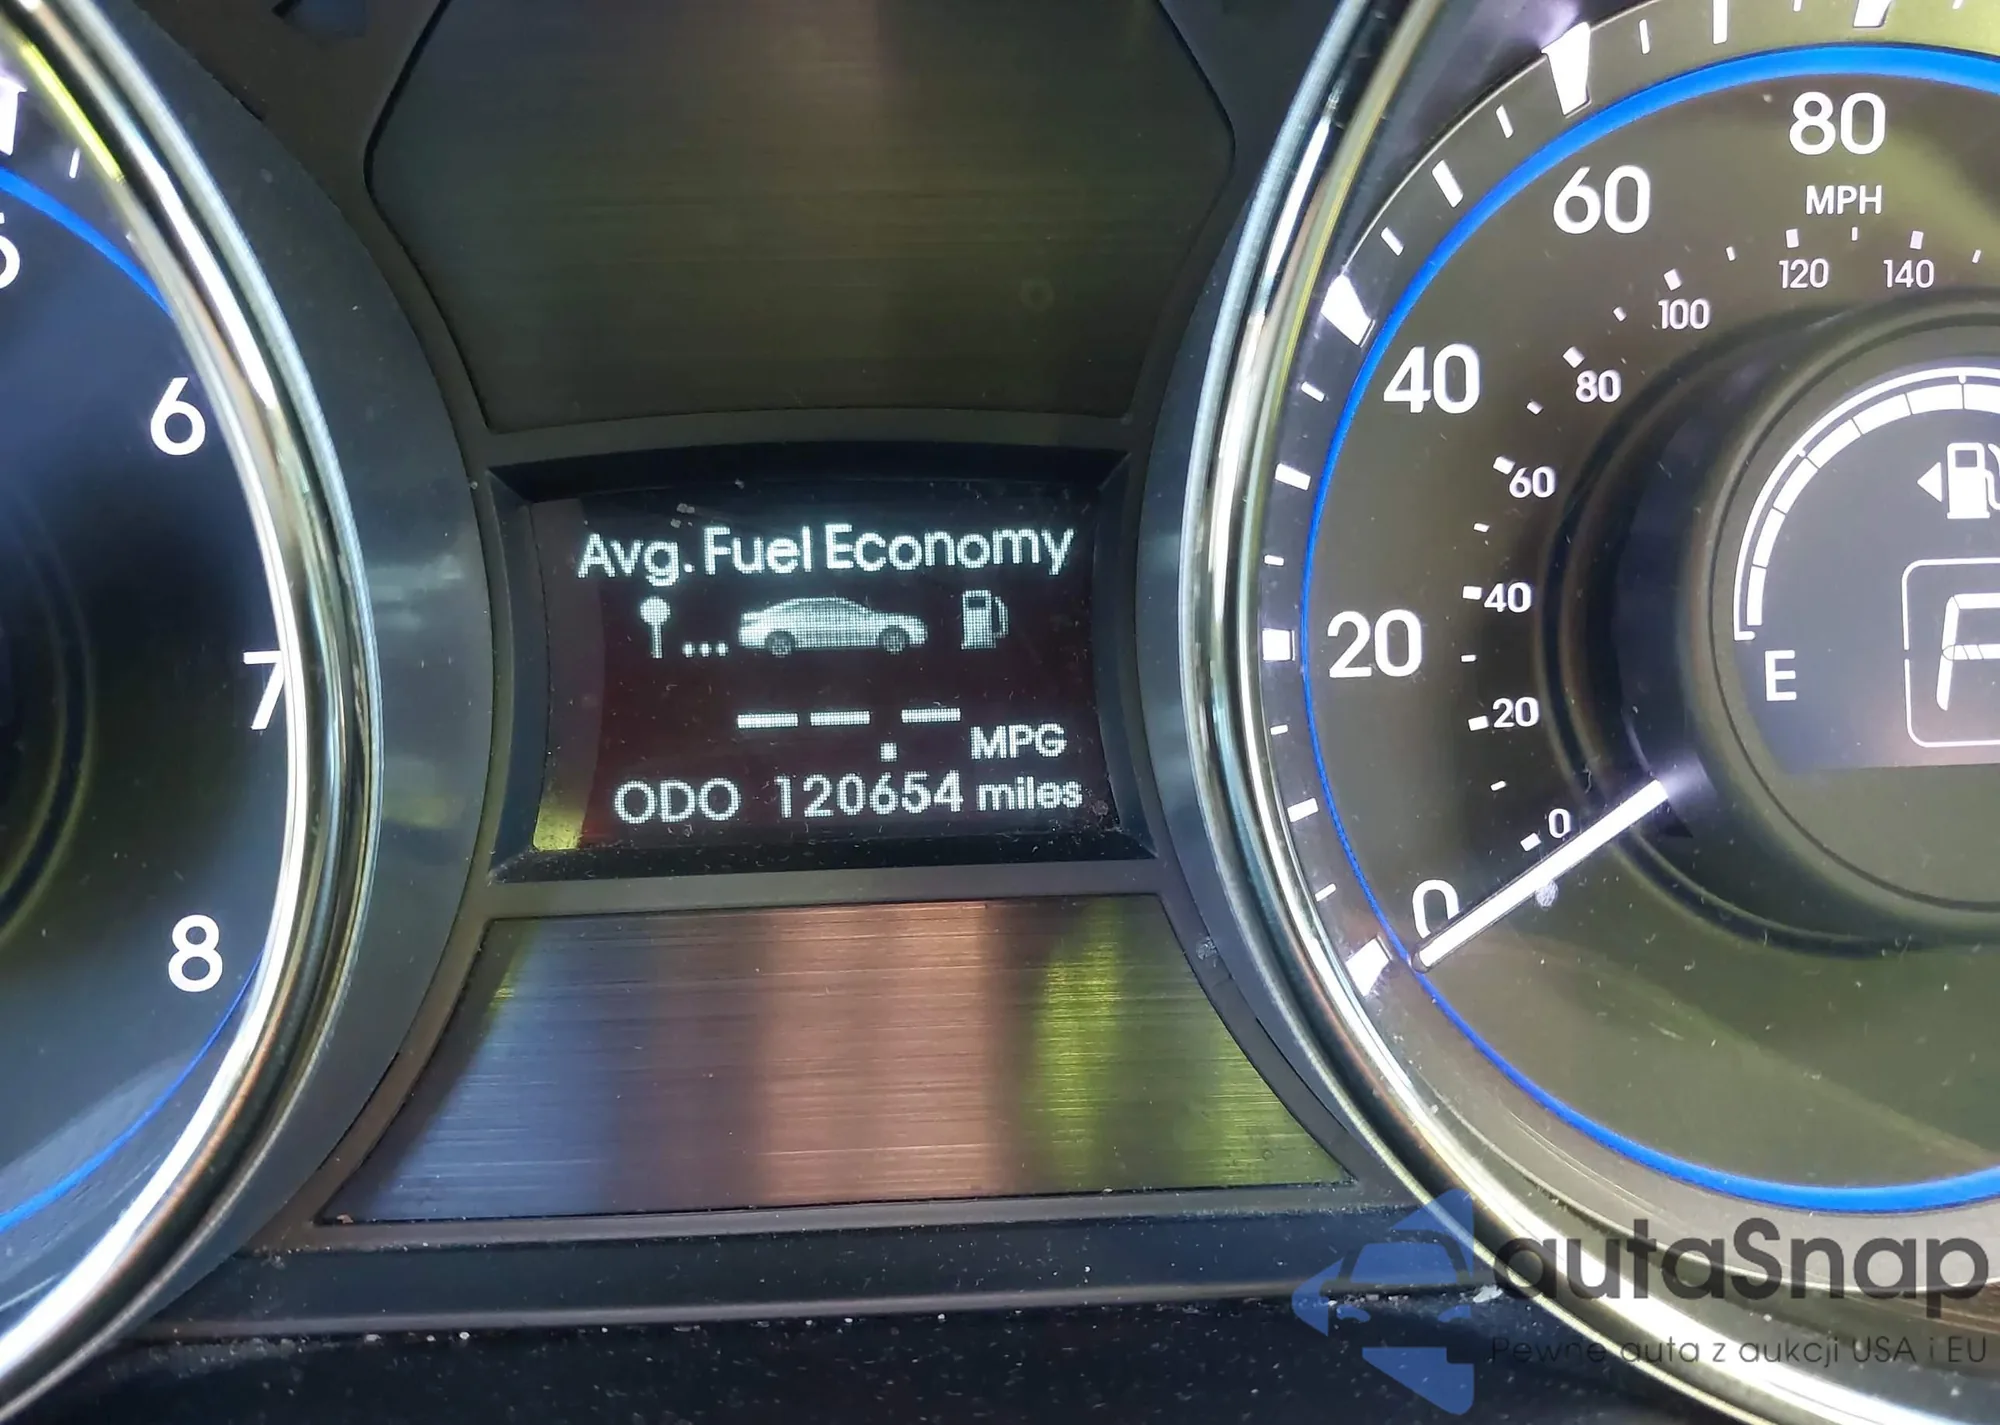 Avg. Fuel Economy
-- -- . --
MPG
ODO 120654 miles
5
6
7
8
0
20
40
60
80
MPH
0
20
40
60
80
100
120
140
E
autaSnap
Pewne auta z aukcji USA i EU